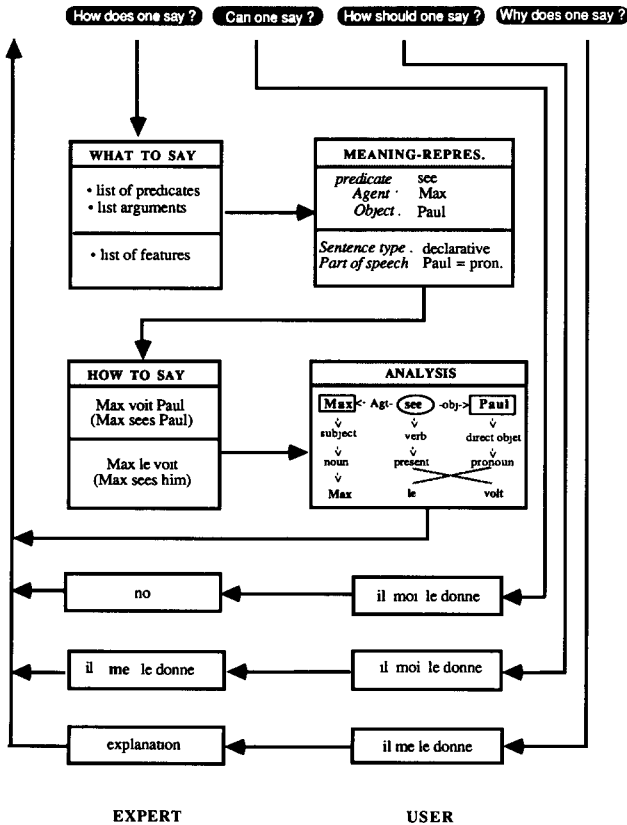 How does one say ?
Can one say ?
How should one say ?
Why does one say ?
WHAT TO SAY
• list of predicates
• list arguments
• list of features
MEANING-REPRES.
predicate see
Agent · Max
Object . Paul
Sentence type . declarative
Part of speech Paul = pron.
HOW TO SAY
Max voit Paul
(Max sees Paul)
Max le voit
(Max sees him)
ANALYSIS
Max <- Agt- see -obj-> Paul
subject verb direct objet
noun present pronoun
Max le voit
no
il moi le donne
il me le donne
il moi le donne
explanation
il me le donne
EXPERT
USER